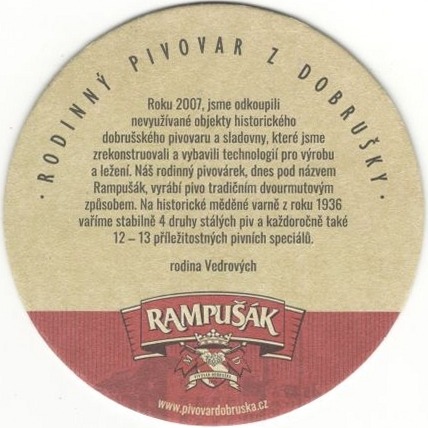 · RODINNÝ PIVOVAR Z DOBRUŠKY ·
Roku 2007, jsme odkoupili
nevyužívané objekty historického
dobrušského pivovaru a sladovny, které jsme
zrekonstruovali a vybavili technologií pro výrobu
a ležení. Náš rodinný pivovárek, dnes pod názvem
Rampušák, vyrábí pivo tradičním dvourmutovým
způsobem. Na historické měděné varně z roku 1936
vaříme stabilně 4 druhy stálých piv a každoročně také
12 – 13 příležitostných pivních speciálů.
rodina Vedrových
RAMPUŠÁK
M D
PIVOVAR DOBRUŠKA
www.pivovardobruska.cz